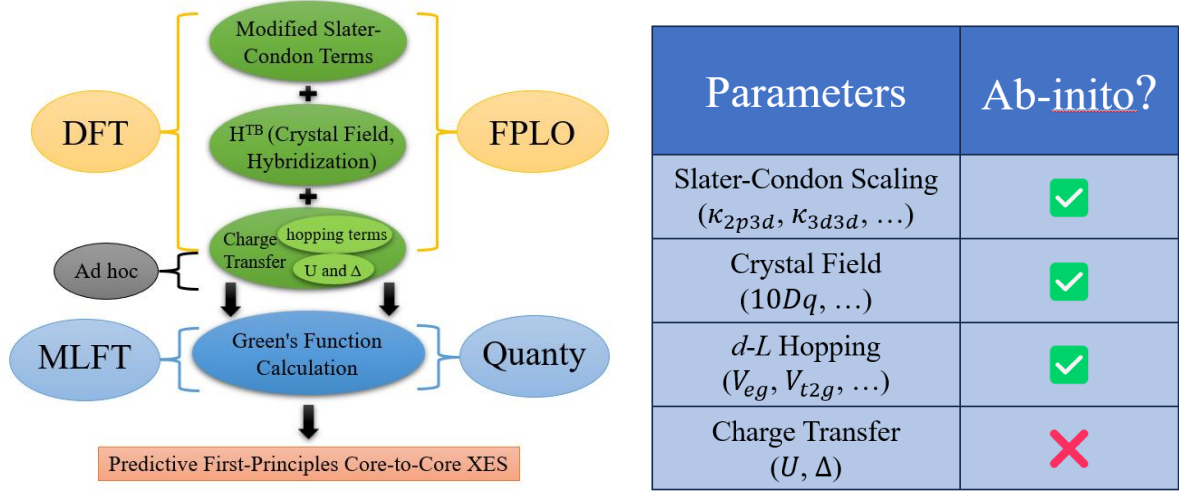 Modified Slater-
Condon Terms
+
DFT
Hᵀᴮ (Crystal Field,
Hybridization)
FPLO
+
Charge
Transfer
hopping terms
U and Δ
Ad hoc
MLFT
Green's Function
Calculation
Quanty
Predictive First-Principles Core-to-Core XES
Parameters
Ab-inito?
Slater-Condon Scaling
(κ₂ₚ₃d, κ₃d₃d, …)
Crystal Field
(10Dq, …)
d-L Hopping
(V_eg, V_t2g, …)
Charge Transfer
(U, Δ)